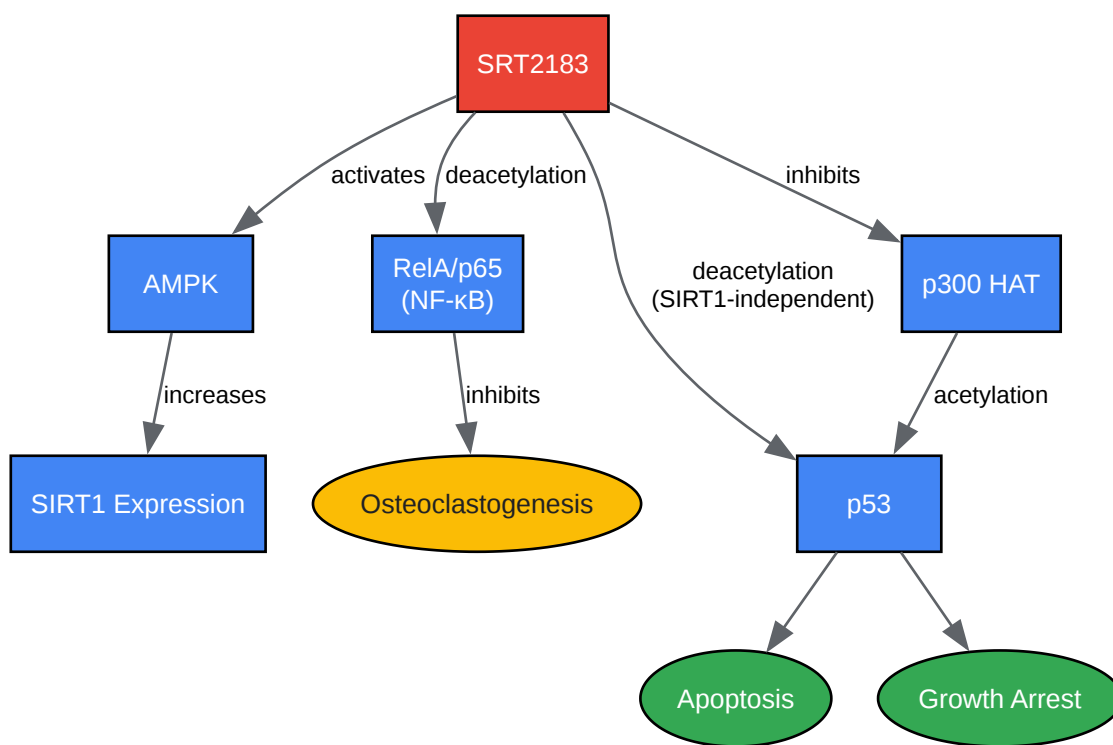 SRT2183
activates
deacetylation
inhibits
AMPK
RelA/p65
(NF-κB)
deacetylation
(SIRT1-independent)
p300 HAT
increases
inhibits
acetylation
SIRT1 Expression
Osteoclastogenesis
p53
Apoptosis
Growth Arrest